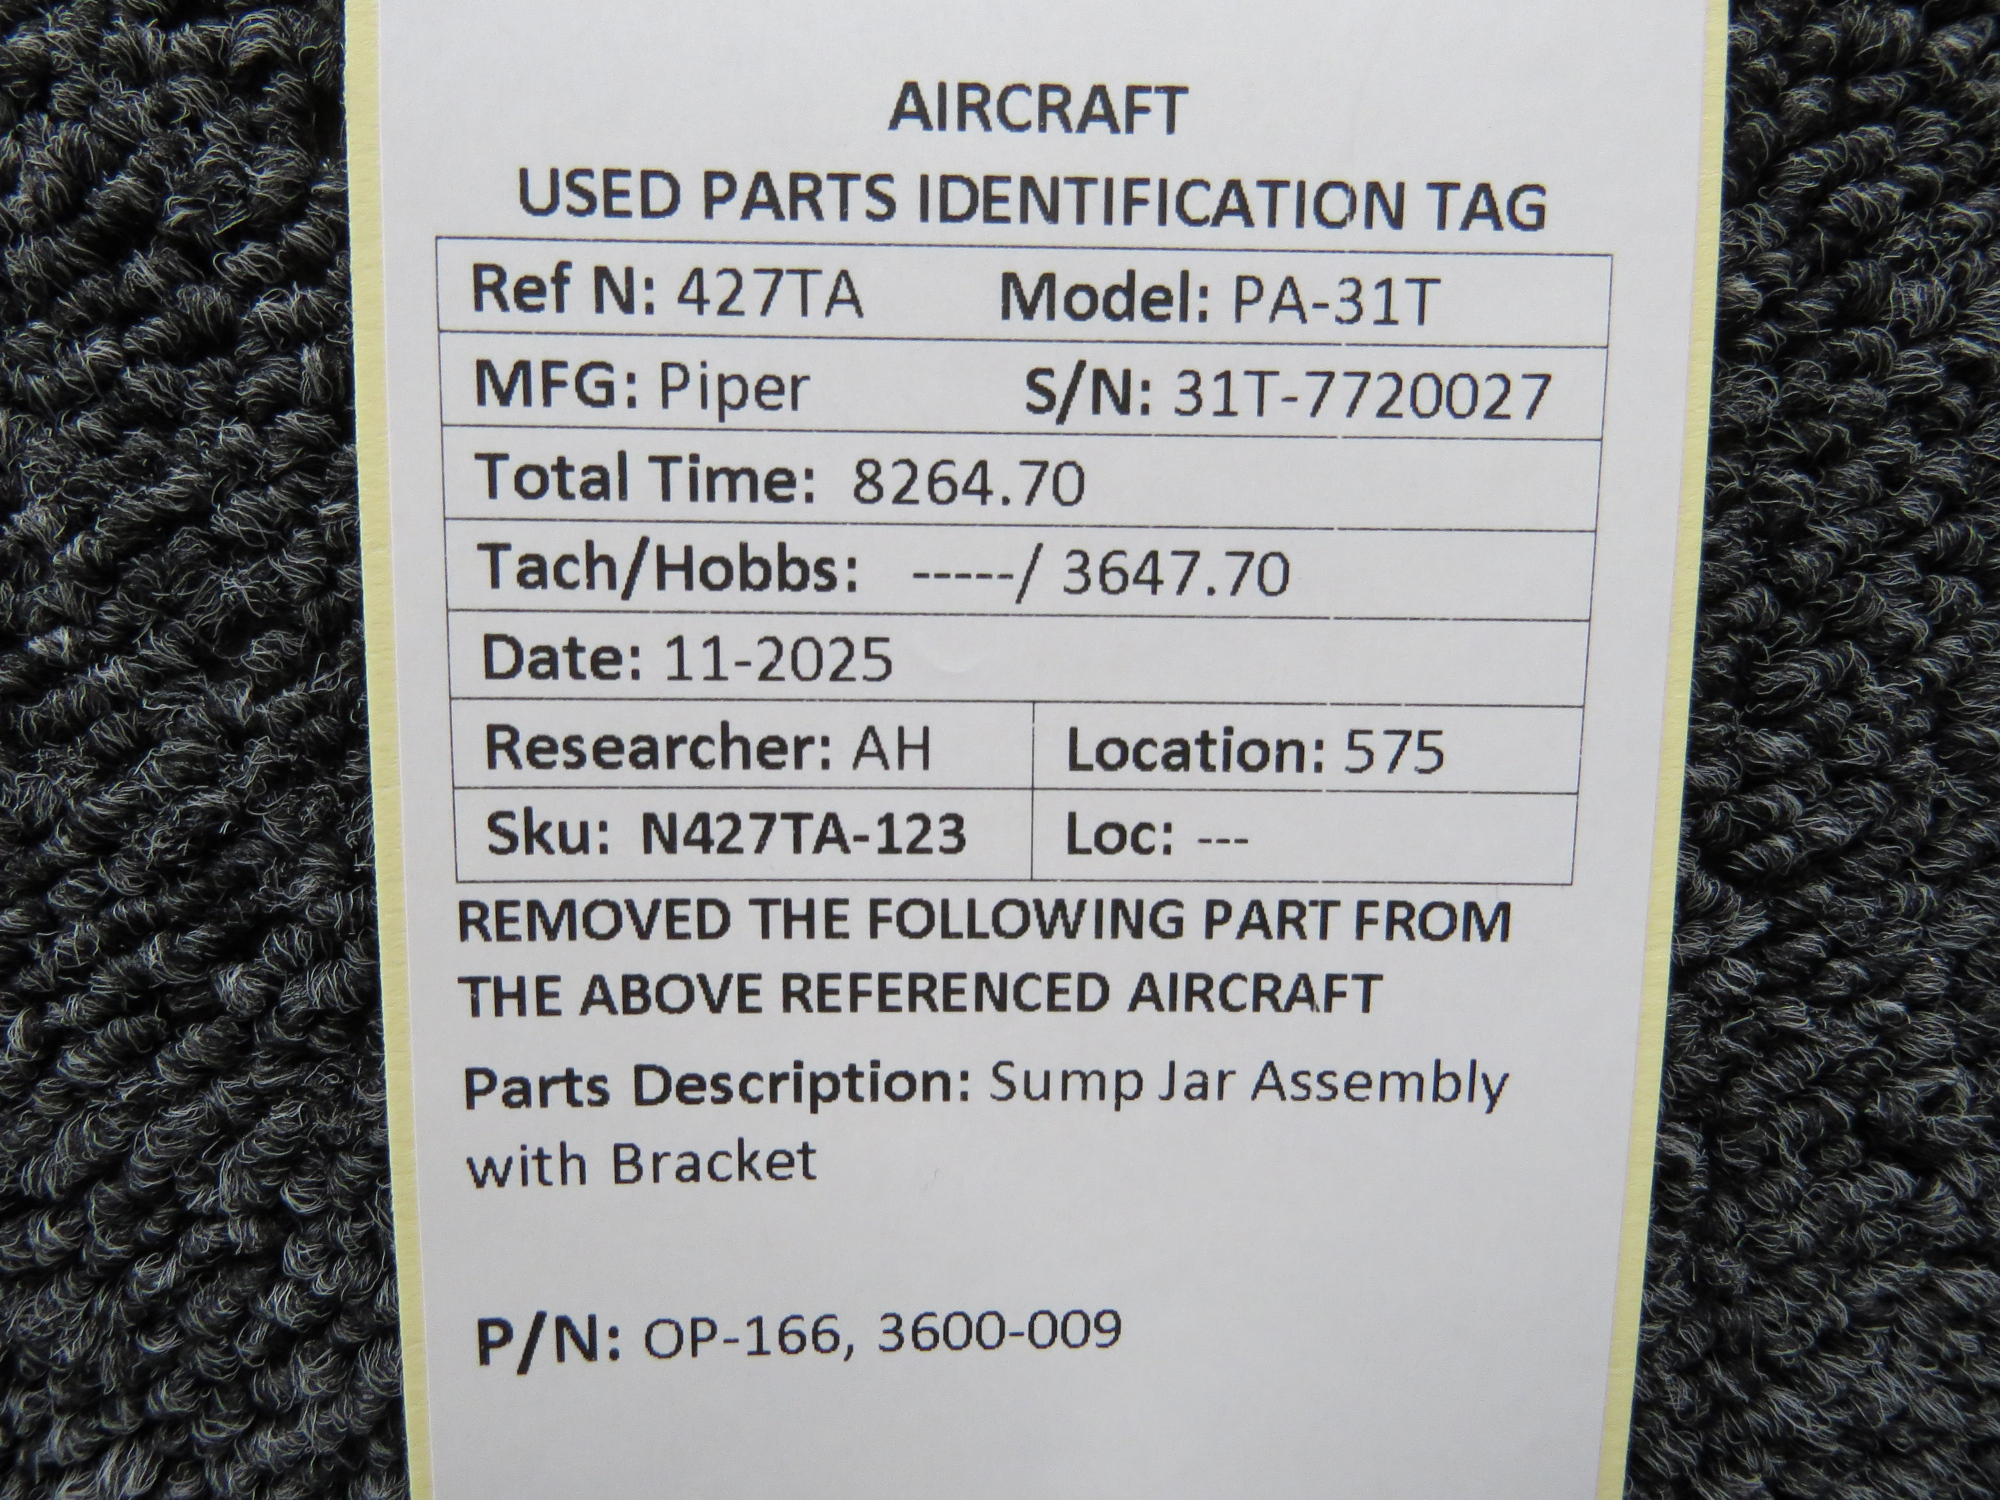 AIRCRAFT
USED PARTS IDENTIFICATION TAG
Ref N: 427TA Model: PA-31T
MFG: Piper S/N: 31T-7720027
Total Time: 8264.70
Tach/Hobbs: -----/ 3647.70
Date: 11-2025
Researcher: AH Location: 575
Sku: N427TA-123 Loc: ---
REMOVED THE FOLLOWING PART FROM
THE ABOVE REFERENCED AIRCRAFT
Parts Description: Sump Jar Assembly
with Bracket
P/N: OP-166, 3600-009